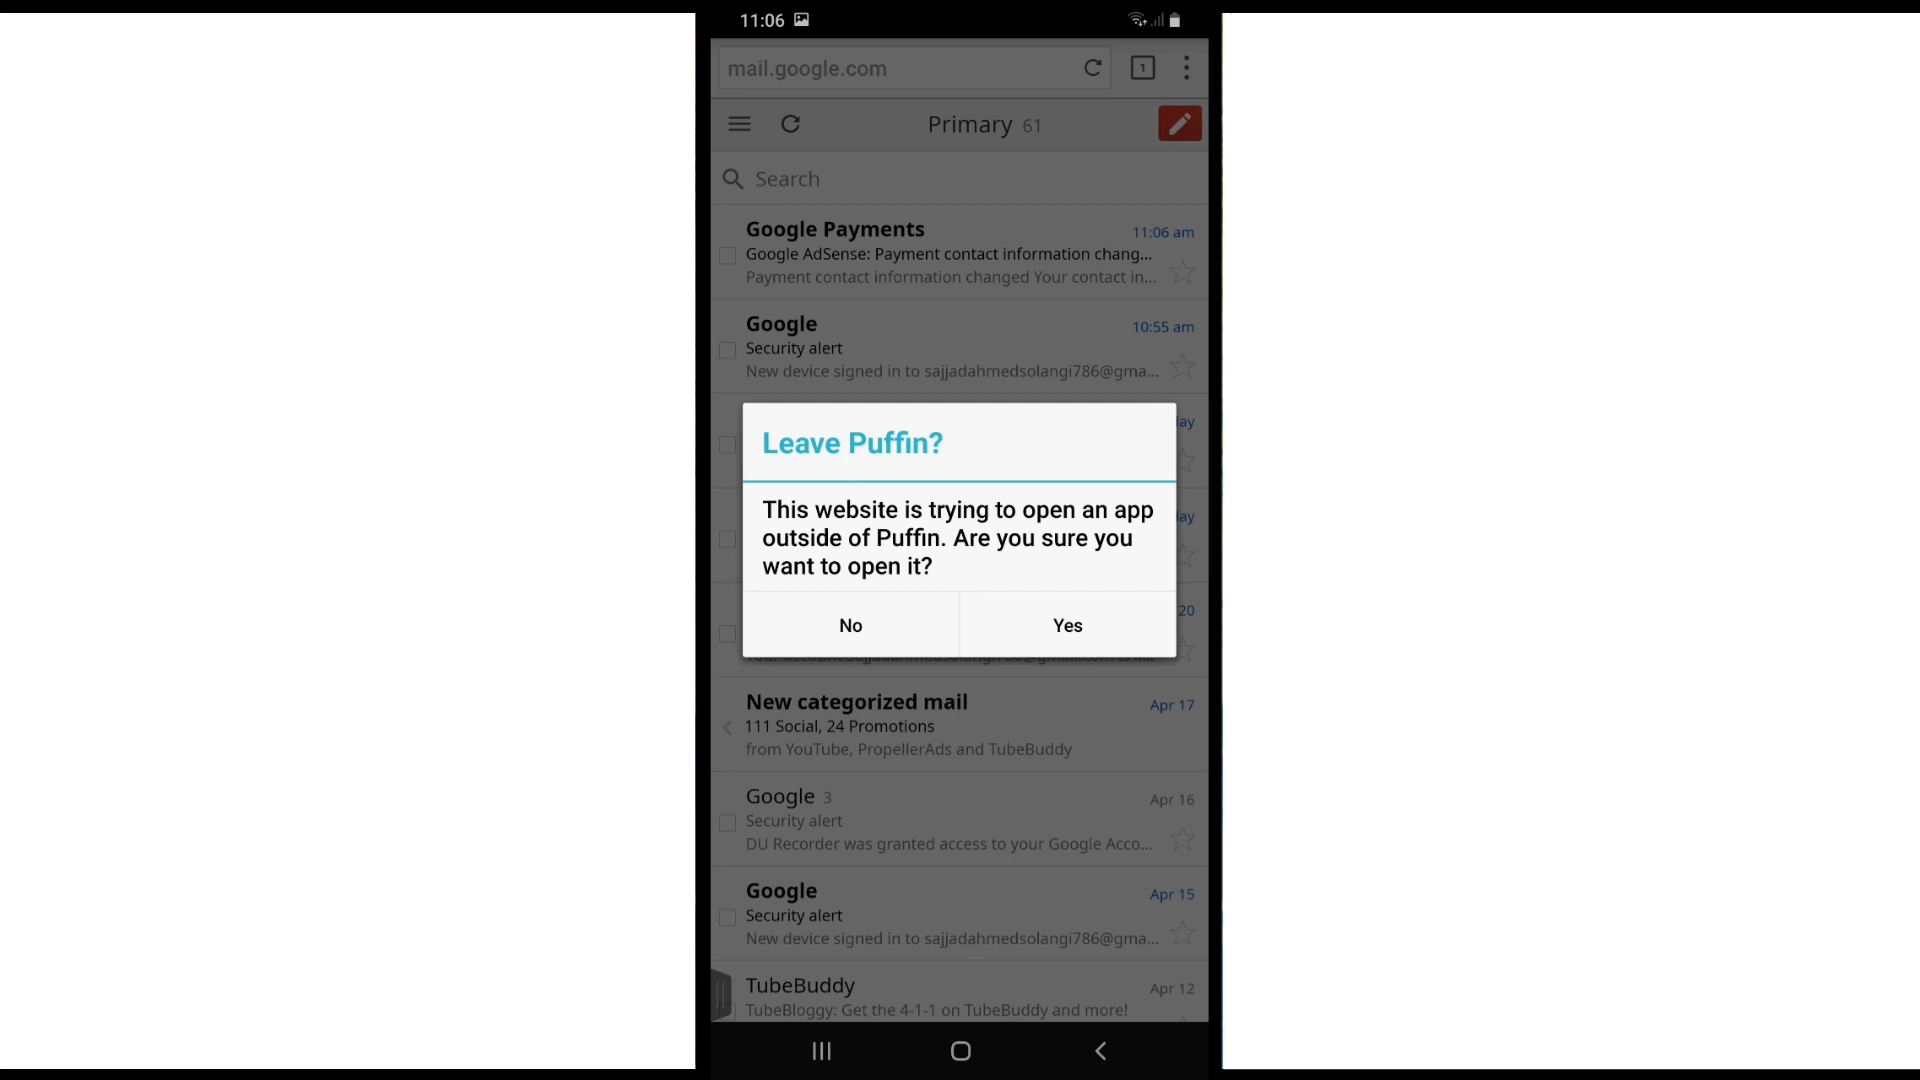 11:06
mail.google.com
1
Primary 61
Search
Google Payments
11:06 am
Google AdSense: Payment contact information chang...
Payment contact information changed Your contact in...
Google
10:55 am
Security alert
New device signed in to sajjadahmedsolangi786@gma...
lay
Leave Puffin?
lay
This website is trying to open an app
outside of Puffin. Are you sure you
want to open it?
20
No
Yes
New categorized mail
Apr 17
111 Social, 24 Promotions
from YouTube, PropellerAds and TubeBuddy
Google 3
Apr 16
Security alert
DU Recorder was granted access to your Google Acco...
Google
Apr 15
Security alert
New device signed in to sajjadahmedsolangi786@gma...
TubeBuddy
Apr 12
TubeBloggy: Get the 4-1-1 on TubeBuddy and more!